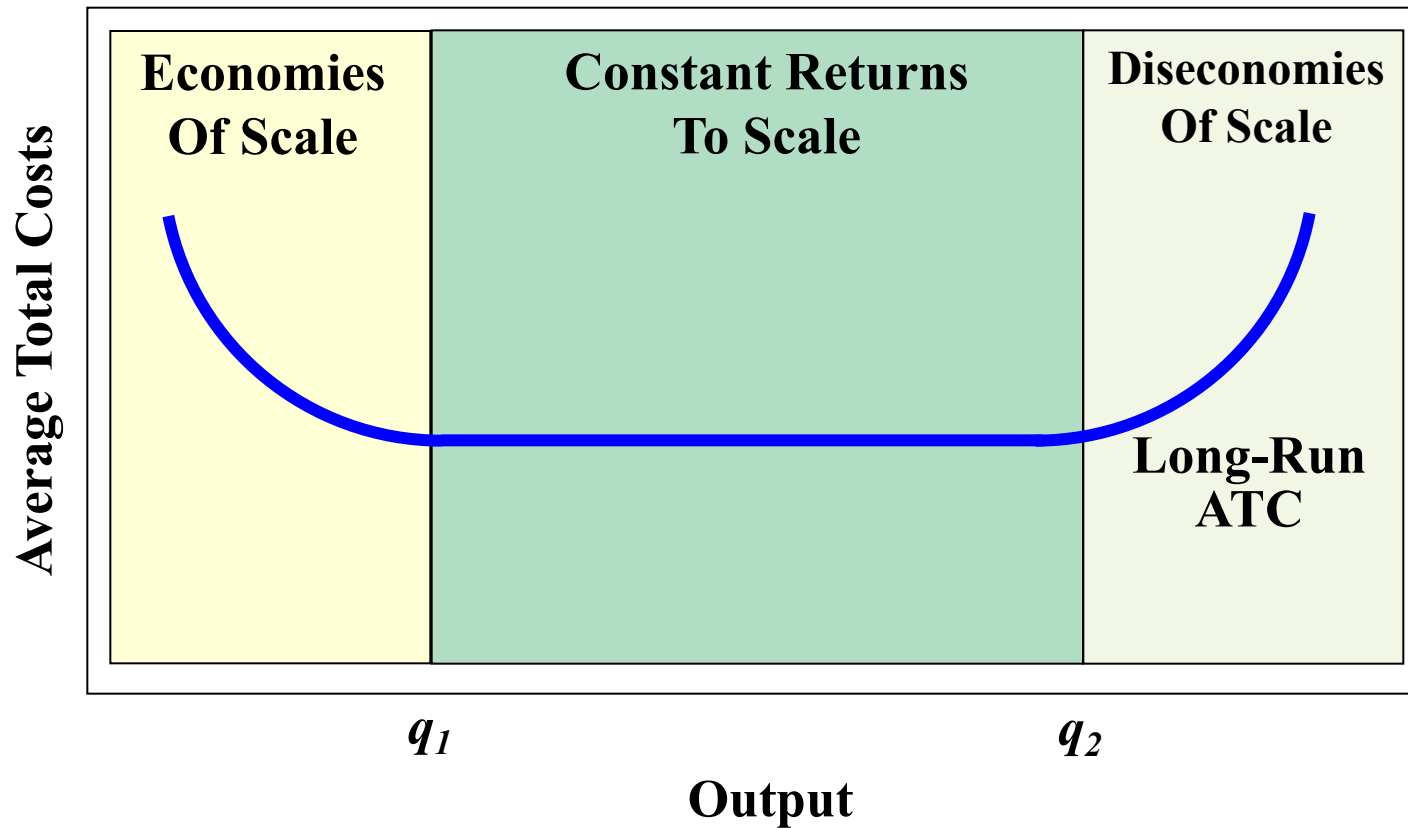 Economies
Of Scale
Constant Returns
To Scale
Diseconomies
Of Scale
Average Total Costs
Long-Run
ATC
q1
q2
Output